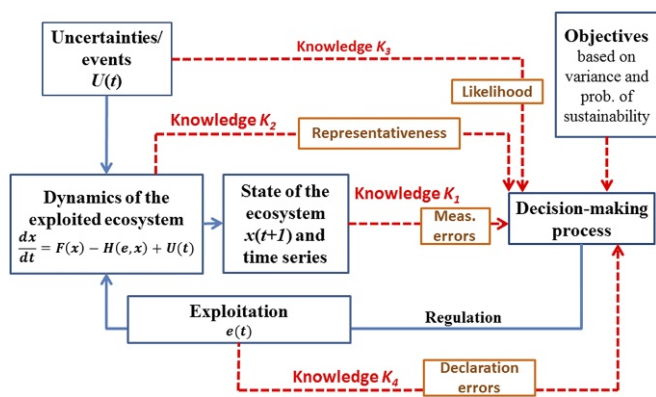 Uncertainties/
events
U(t)
Knowledge K₃
Objectives
based on
variance and
prob. of
sustainability
Likelihood
Knowledge K₂
Representativeness
Dynamics of the
exploited ecosystem
dx/dt = F(x) − H(e, x) + U(t)
State of the
ecosystem
x(t+1) and
time series
Knowledge K₁
Meas.
errors
Decision-making
process
Exploitation
e(t)
Regulation
Knowledge K₄
Declaration
errors